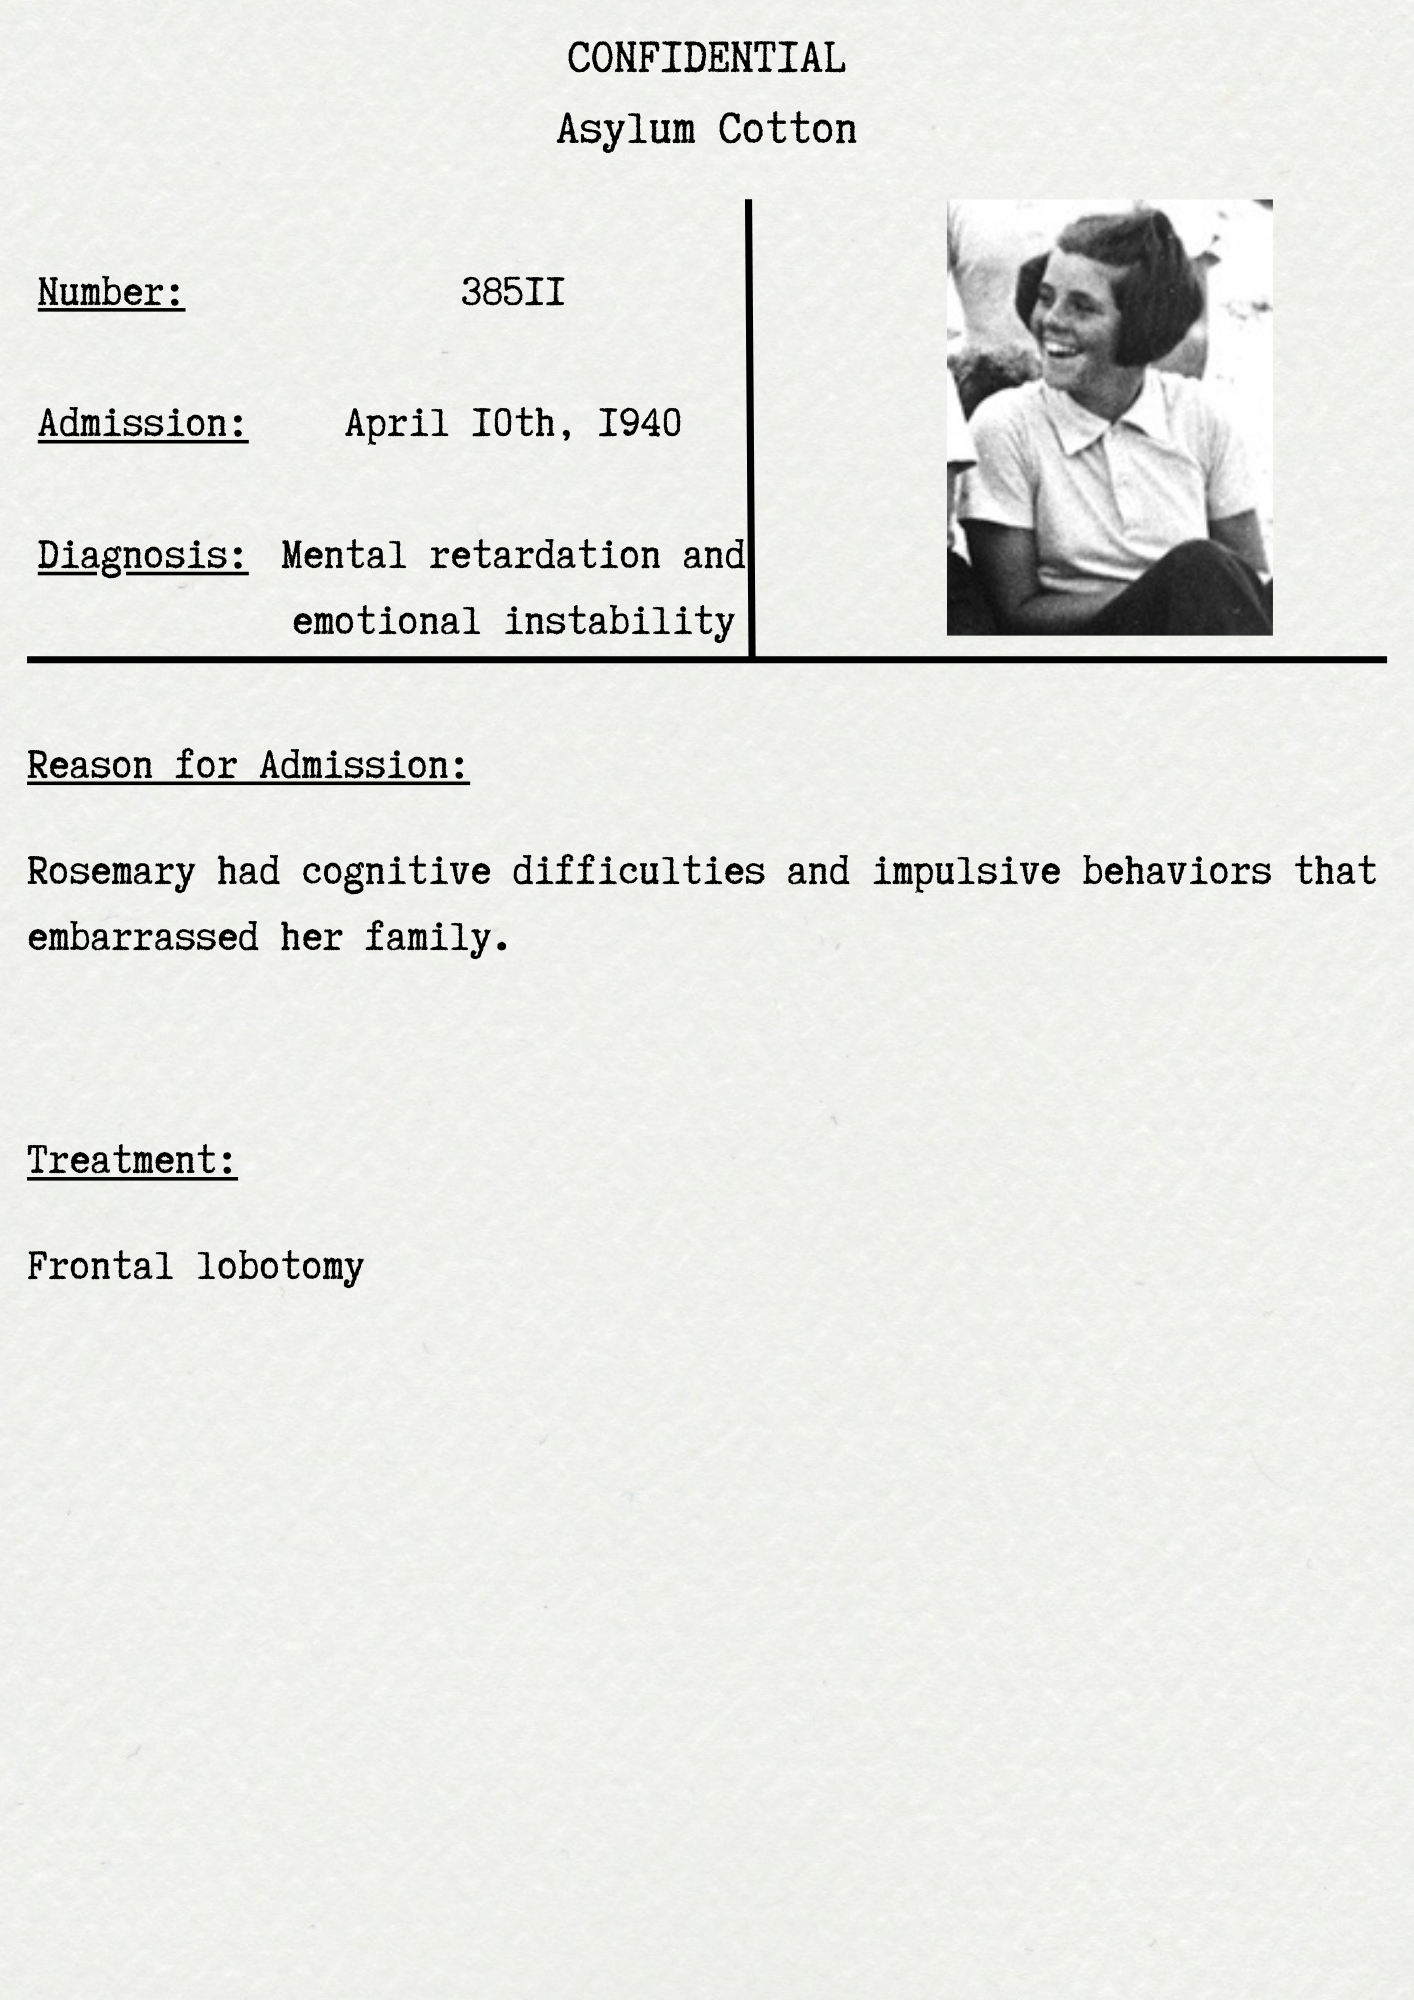 CONFIDENTIAL
Asylum Cotton
Number: 385II
Admission: April I0th, I940
Diagnosis: Mental retardation and
emotional instability
Reason for Admission:
Rosemary had cognitive difficulties and impulsive behaviors that
embarrassed her family.
Treatment:
Frontal lobotomy